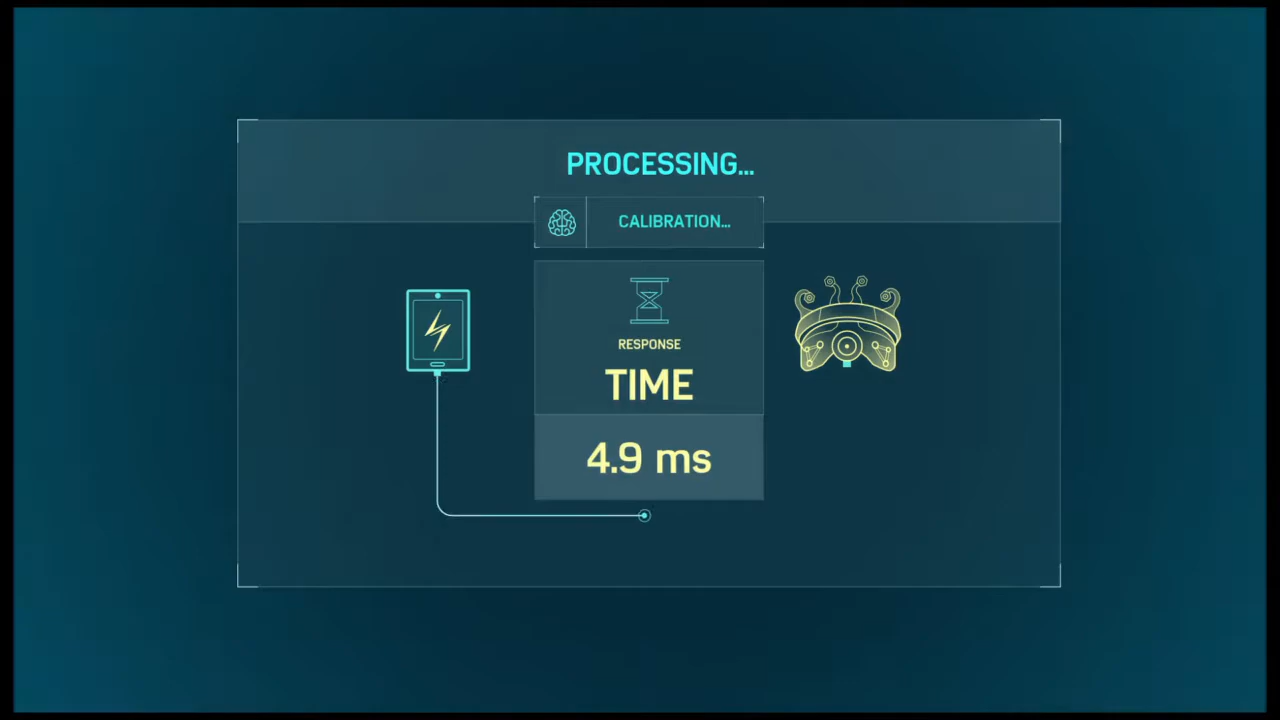 PROCESSING...
CALIBRATION...
RESPONSE
TIME
4.9 ms